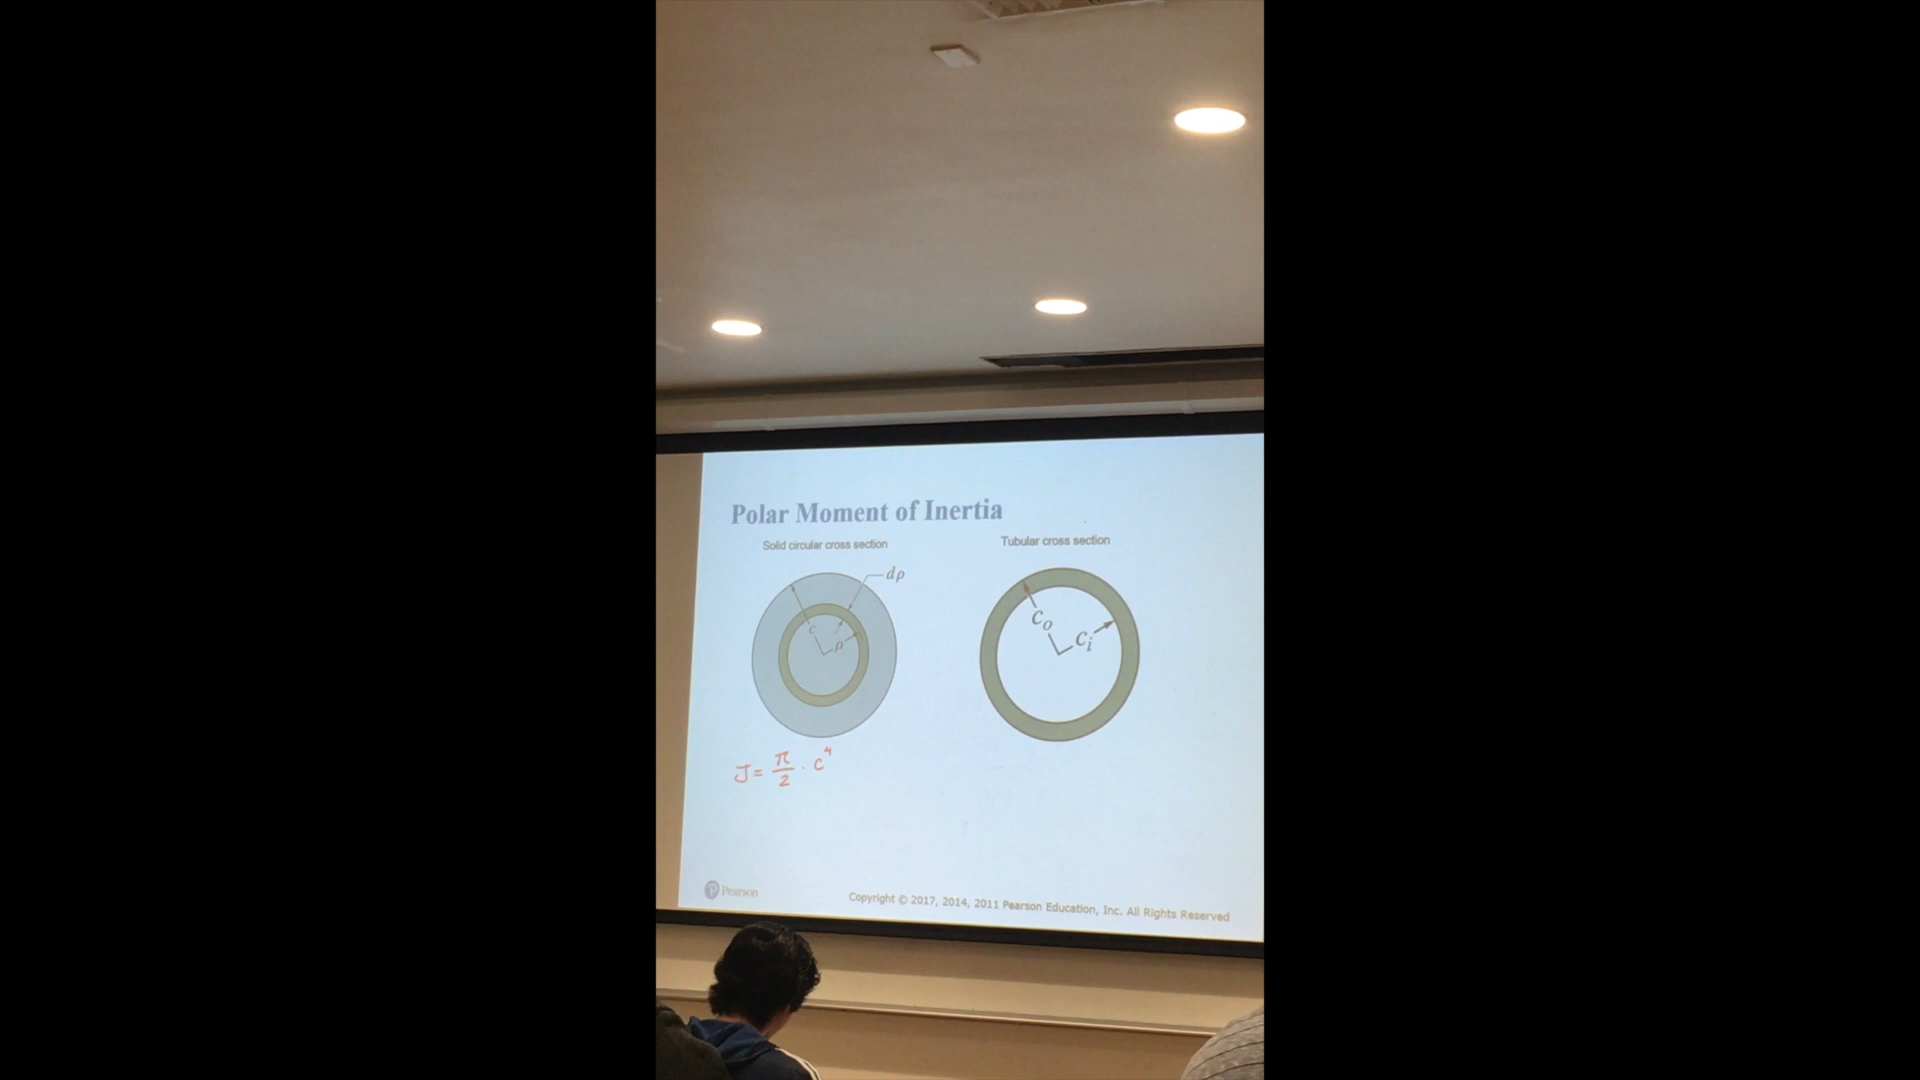 Polar Moment of Inertia
Solid circular cross section
Tubular cross section
dρ
c
ρ
c_o
c_i
J = π/2 · c⁴
Pearson
Copyright © 2017, 2014, 2011 Pearson Education, Inc. All Rights Reserved